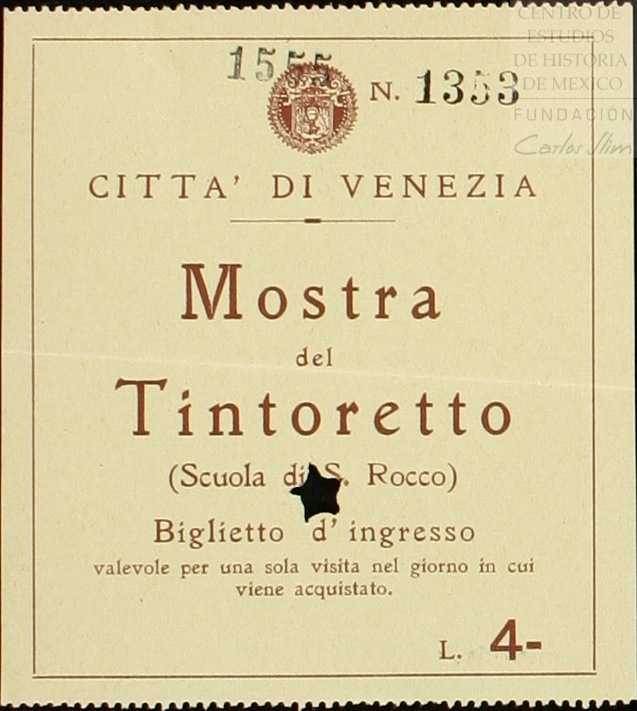 CENTRO DE
ESTUDIOS
DE HISTORIA
DE MEXICO
FUNDACIÓN
Carlos Slim
1555
N. 1353
CITTA' DI VENEZIA
Mostra
del
Tintoretto
(Scuola di S. Rocco)
Biglietto d' ingresso
valevole per una sola visita nel giorno in cui
viene acquistato.
L. 4-